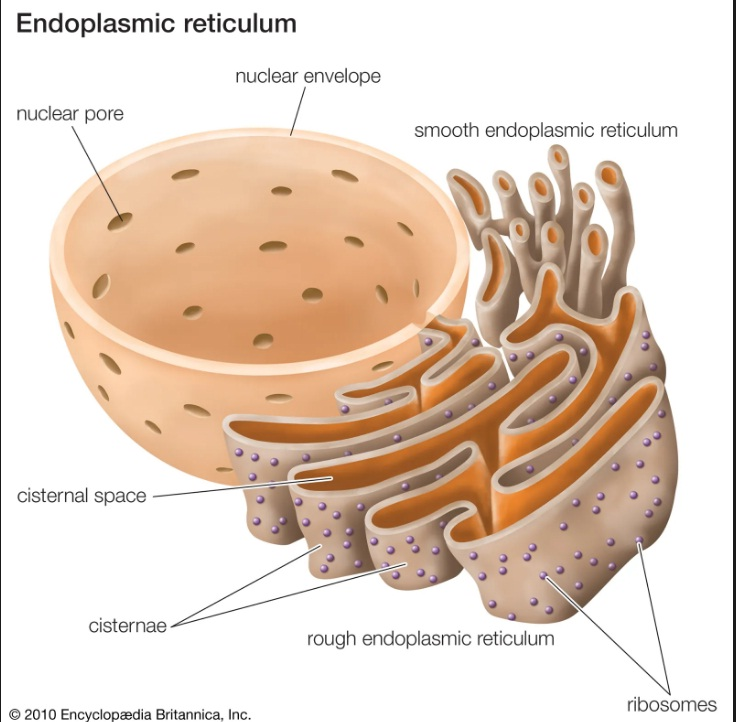 Endoplasmic reticulum
nuclear envelope
nuclear pore
smooth endoplasmic reticulum
cisternal space
cisternae
rough endoplasmic reticulum
ribosomes
© 2010 Encyclopædia Britannica, Inc.